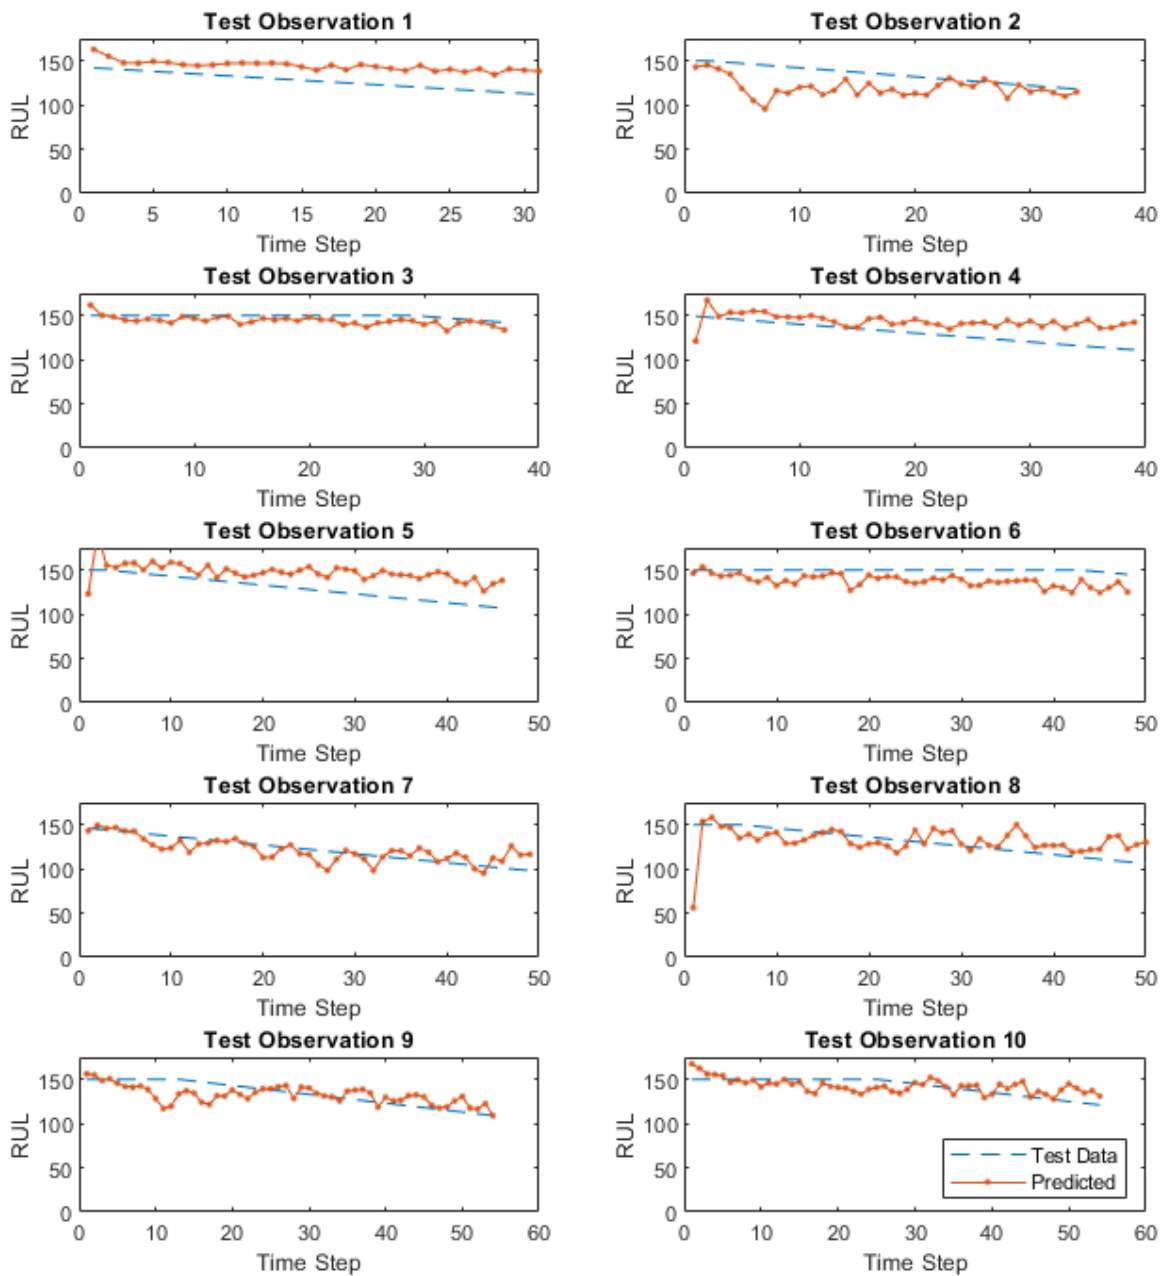 Test Observation 1
150
100
50
0
RUL
0 5 10 15 20 25 30
Time Step
Test Observation 2
150
100
50
0
RUL
0 10 20 30 40
Time Step
Test Observation 3
150
100
50
0
RUL
0 10 20 30 40
Time Step
Test Observation 4
150
100
50
0
RUL
0 10 20 30 40
Time Step
Test Observation 5
150
100
50
0
RUL
0 10 20 30 40 50
Time Step
Test Observation 6
150
100
50
0
RUL
0 10 20 30 40 50
Time Step
Test Observation 7
150
100
50
0
RUL
0 10 20 30 40 50
Time Step
Test Observation 8
150
100
50
0
RUL
0 10 20 30 40 50
Time Step
Test Observation 9
150
100
50
0
RUL
0 10 20 30 40 50 60
Time Step
Test Observation 10
150
100
50
0
RUL
0 10 20 30 40 50 60
Time Step
Test Data
Predicted